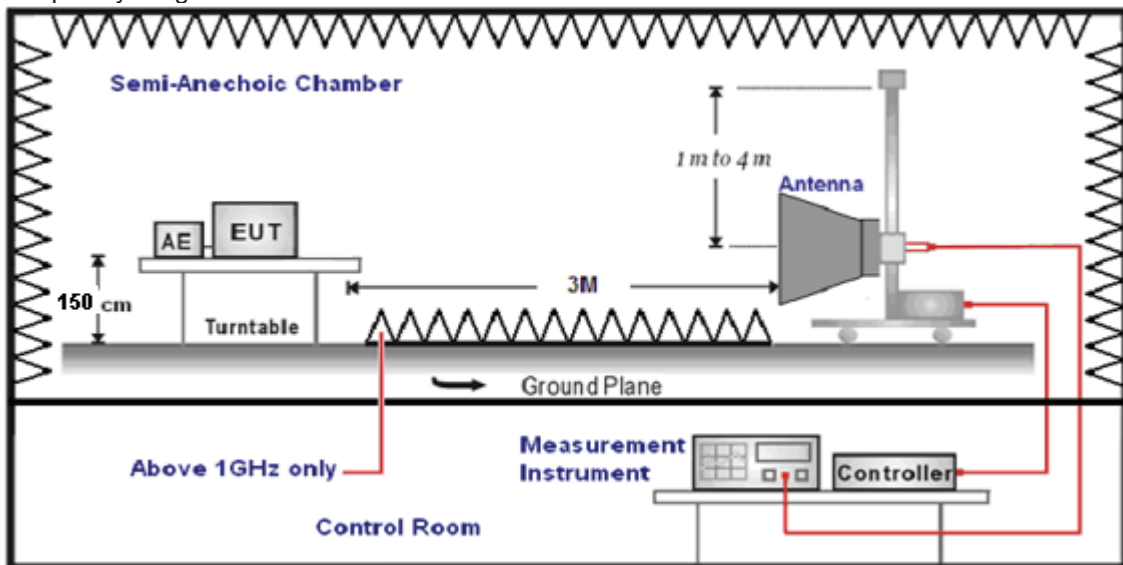 Semi-Anechoic Chamber
1 m to 4 m
Antenna
AE
EUT
150 cm
3M
Turntable
Ground Plane
Above 1GHz only
Measurement
Instrument
Controller
Control Room